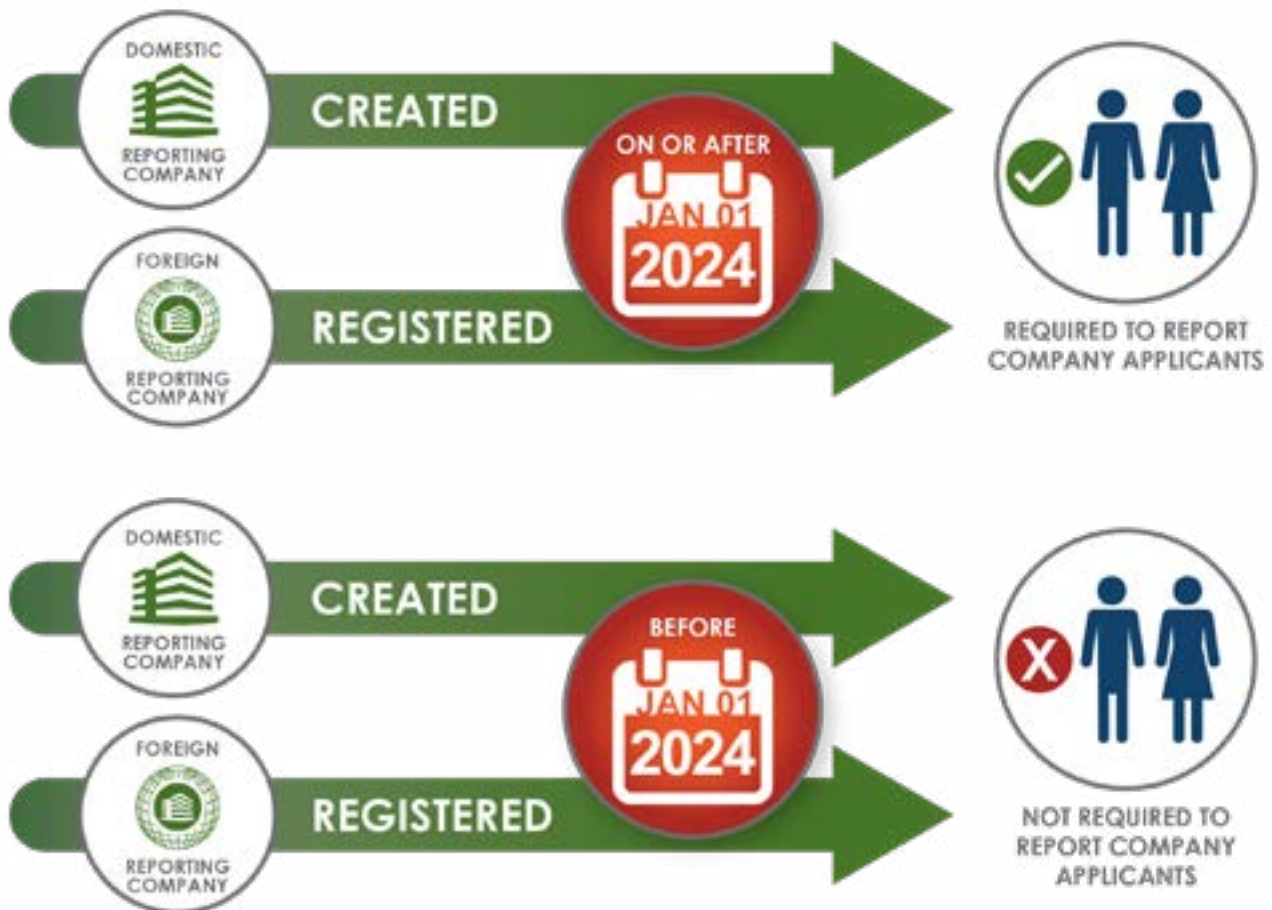 DOMESTIC
REPORTING
COMPANY
CREATED
ON OR AFTER
JAN 01
2024
FOREIGN
REPORTING
COMPANY
REGISTERED
REQUIRED TO REPORT
COMPANY APPLICANTS
DOMESTIC
REPORTING
COMPANY
CREATED
BEFORE
JAN 01
2024
FOREIGN
REPORTING
COMPANY
REGISTERED
X
NOT REQUIRED TO
REPORT COMPANY
APPLICANTS